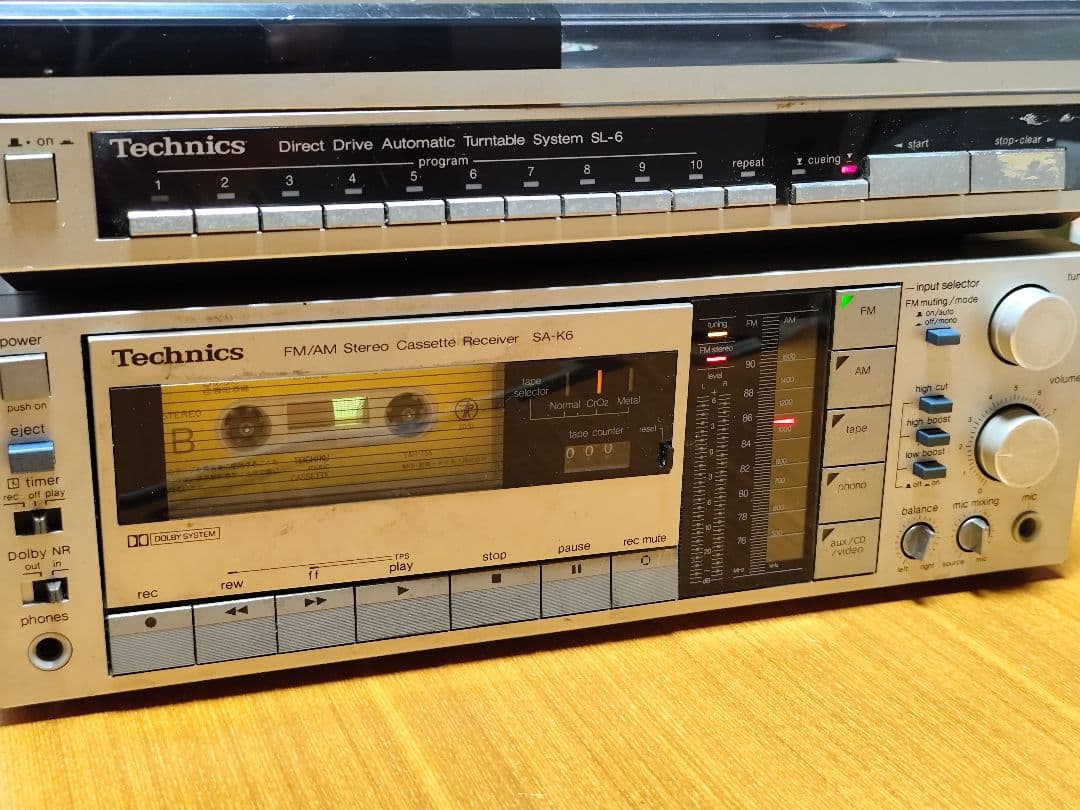 on
Technics Direct Drive Automatic Turntable System SL-6
program
1 2 3 4 5 6 7 8 9 10 repeat
cueing
start
stop-clear
power
push on
eject
timer
rec off play
Dolby NR
out in
phones
Technics FM/AM Stereo Cassette Receiver SA-K6
STEREO
B
tape
selector
Normal CrO₂ Metal
tape counter
reset
000
DOLBY SYSTEM
TPS
rec
rew
ff
play
stop
pause
rec mute
tuning
FM stereo
level
L R
dB
FM
90
88
86
84
82
80
78
76
MHz
AM
1600
1400
1200
1000
800
700
600
kHz
FM
AM
tape
phono
aux/CD
/video
input selector
FM muting/mode
on/auto
off/mono
high cut
high boost
low boost
off on
volume
balance
left right
mic mixing
source mic
mic